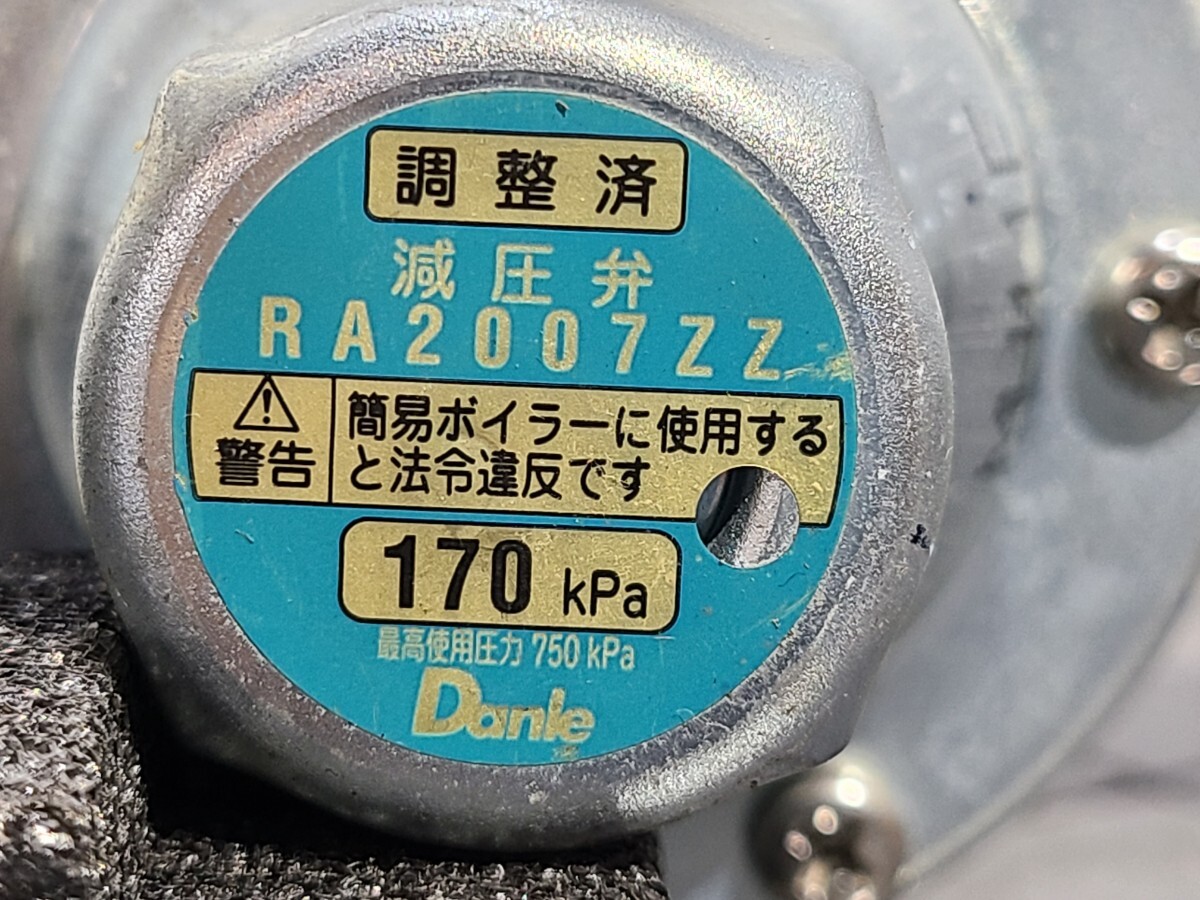 調整済
減圧弁
RA2007ZZ
警告
簡易ボイラーに使用する
と法令違反です
170 kPa
最高使用圧力 750 kPa
Danle